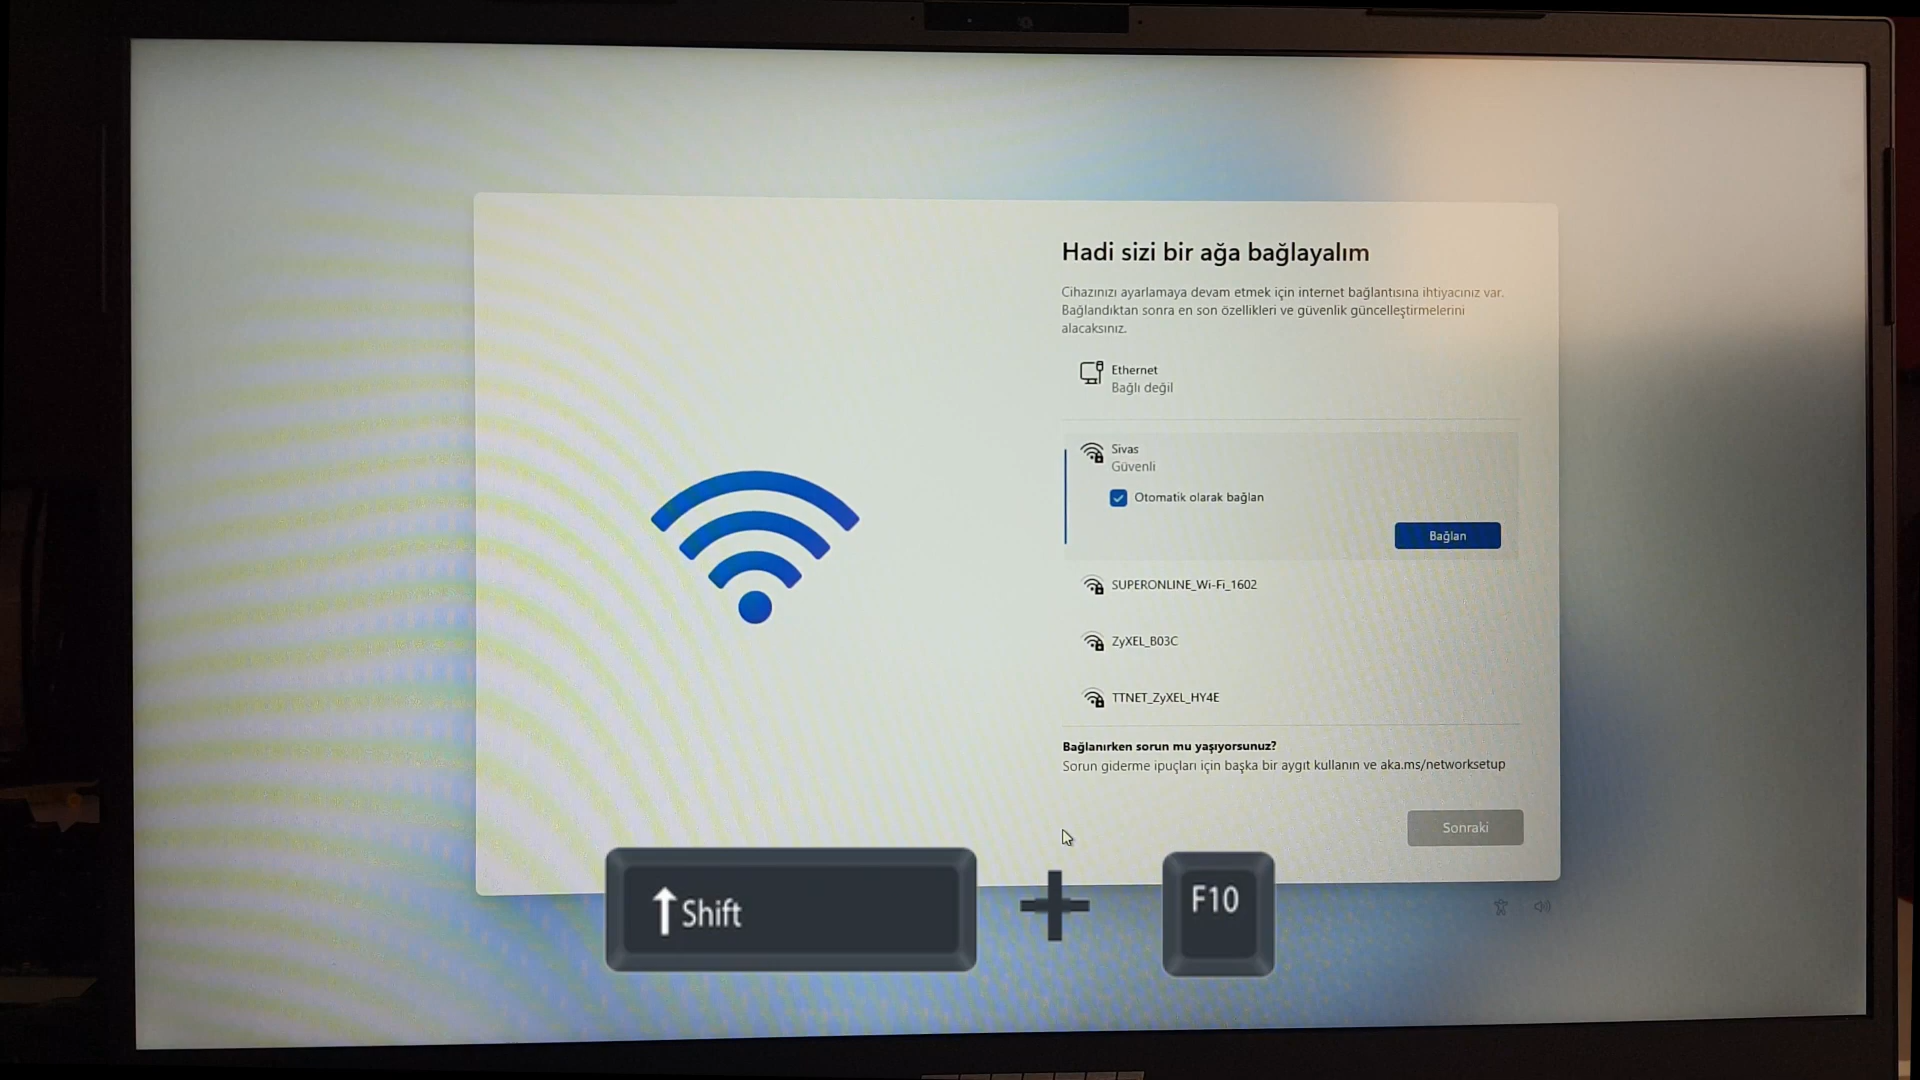 Hadi sizi bir ağa bağlayalım
Cihazınızı ayarlamaya devam etmek için internet bağlantısına ihtiyacınız var.
Bağlandıktan sonra en son özellikleri ve güvenlik güncelleştirmelerini
alacaksınız.
Ethernet
Bağlı değil
Sivas
Güvenli
Otomatik olarak bağlan
Bağlan
SUPERONLINE_Wi-Fi_1602
ZyXEL_B03C
TTNET_ZyXEL_HY4E
Bağlanırken sorun mu yaşıyorsunuz?
Sorun giderme ipuçları için başka bir aygıt kullanın ve aka.ms/networksetup
Sonraki
Shift + F10